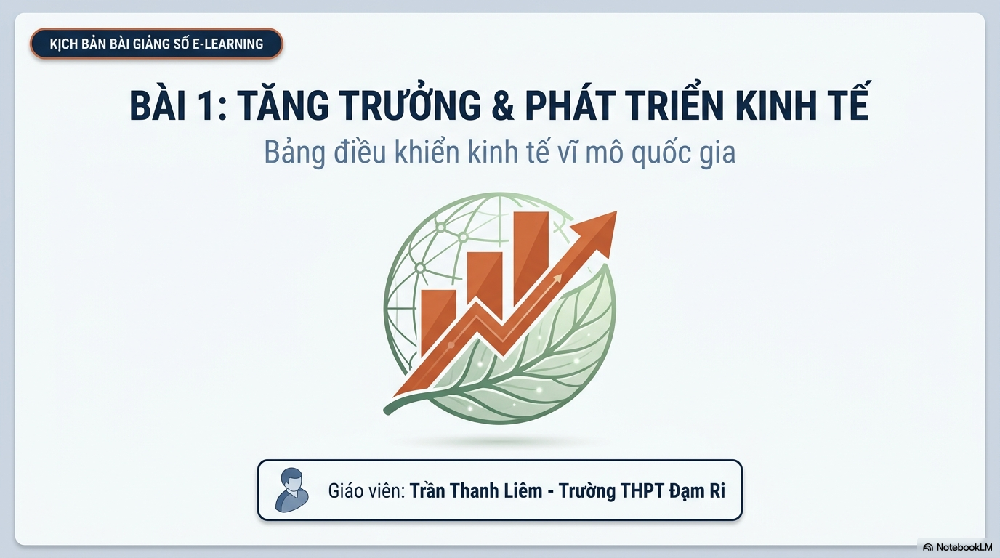 KỊCH BẢN BÀI GIẢNG SỐ E-LEARNING
BÀI 1: TĂNG TRƯỞNG & PHÁT TRIỂN KINH TẾ
Bảng điều khiển kinh tế vĩ mô quốc gia
Giáo viên: Trần Thanh Liêm - Trường THPT Đạm Ri
NotebookLM